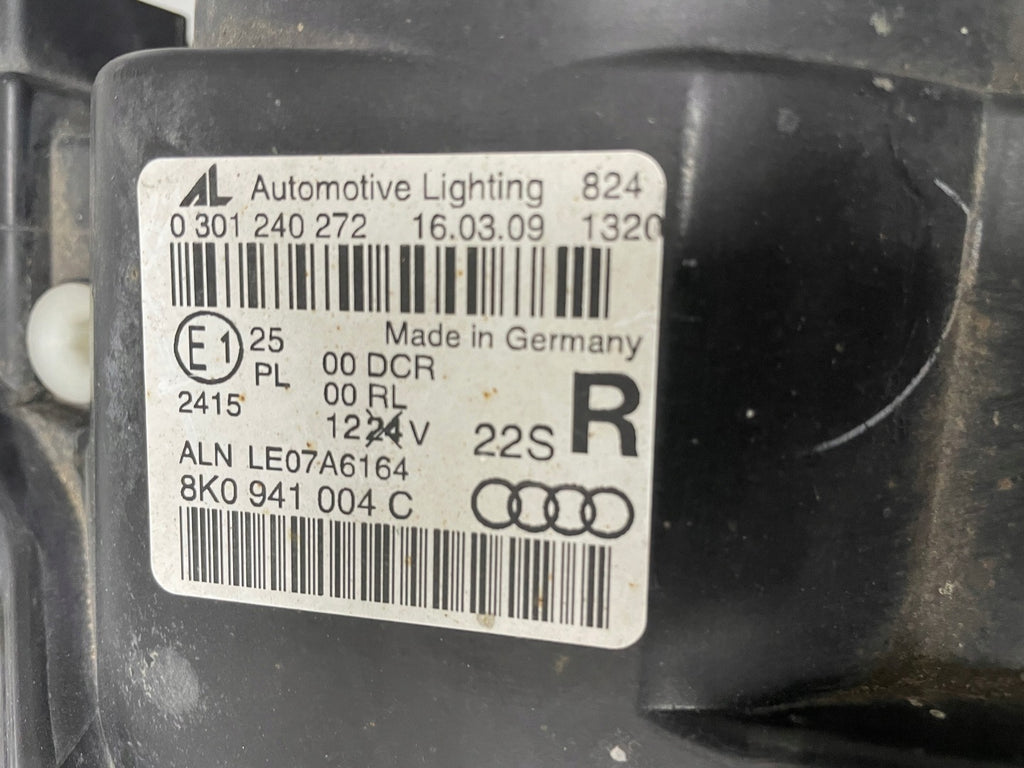 AL Automotive Lighting 824
0 301 240 272 16.03.09 1320
Made in Germany
E1 25 00 DCR
PL 00 RL
2415 1224V 22S R
ALN LE07A6164
8K0 941 004 C